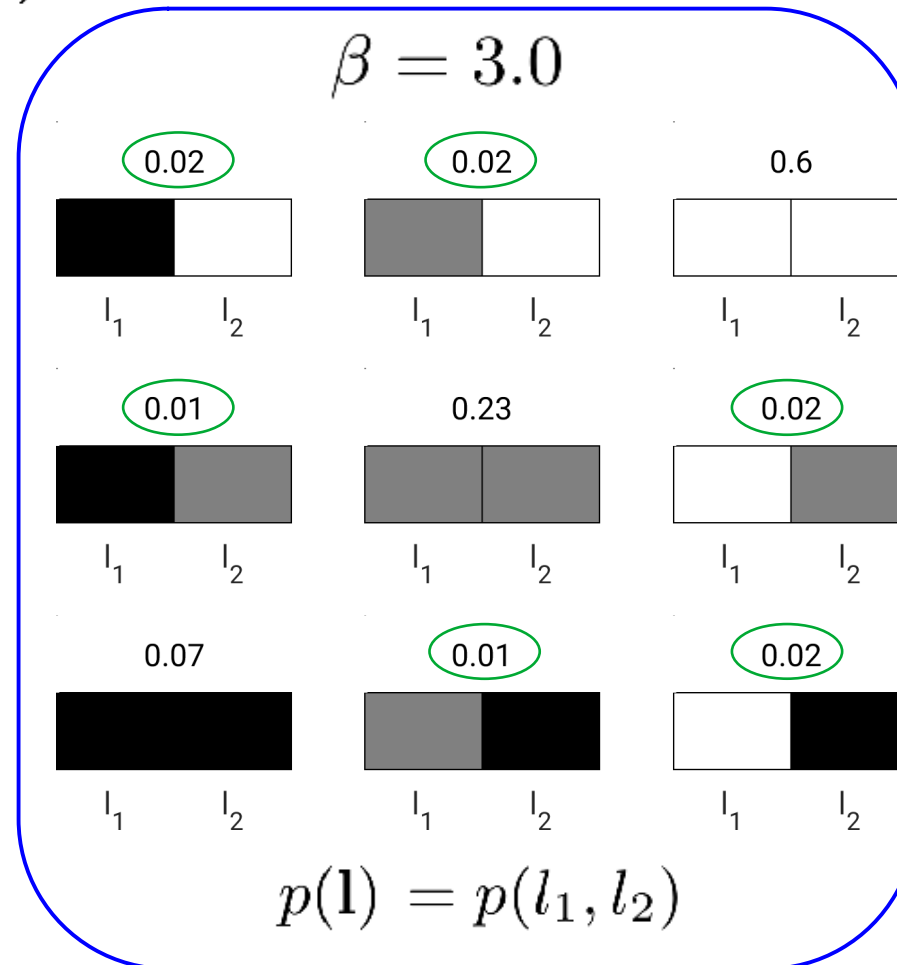 β = 3.0
0.02 0.02 0.6
l₁ l₂ l₁ l₂ l₁ l₂
0.01 0.23 0.02
l₁ l₂ l₁ l₂ l₁ l₂
0.07 0.01 0.02
l₁ l₂ l₁ l₂ l₁ l₂
p(𝐥) = p(l₁, l₂)